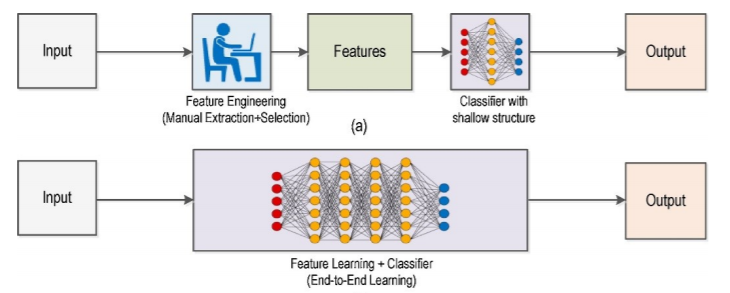 Input
Features
Output
Feature Engineering
(Manual Extraction+Selection)
Classifier with
shallow structure
(a)
Input
Output
Feature Learning + Classifier
(End-to-End Learning)